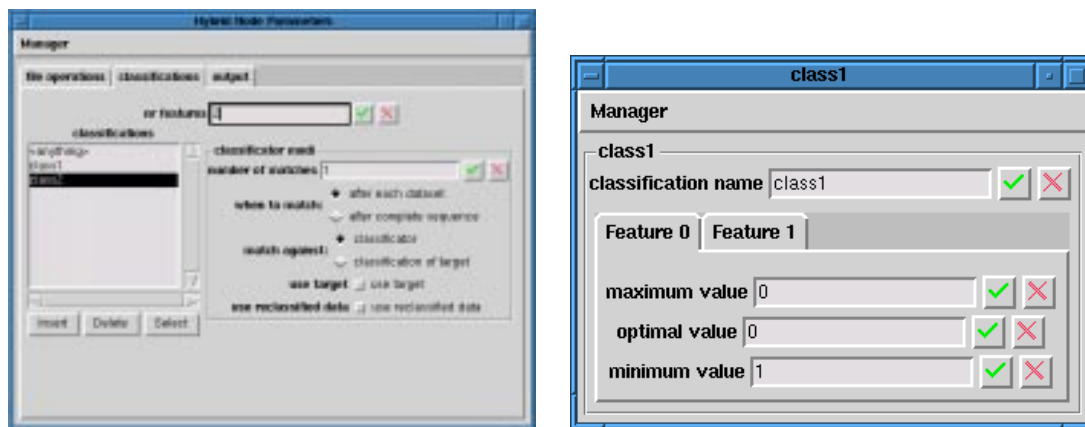 Hybrid Node Parameters
Manager
file operations classifications output
nr features
classifications
<anything>
class1
class2
classificator modi
number of matches 1
when to match:
after each dataset
after complete sequence
match against:
classificator
classification of target
use target use target
use reclassified data use reclassified data
Insert Delete Select
class1
Manager
class1
classification name class1
Feature 0 Feature 1
maximum value 0
optimal value 0
minimum value 1